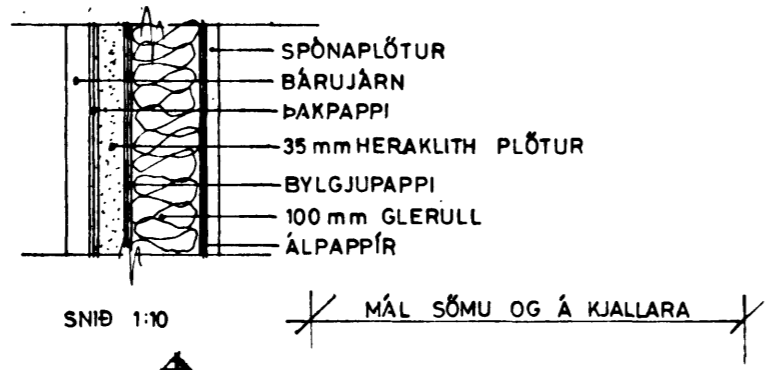 SPÓNAPLÖTUR
BÁRUJÁRN
ÞAKPAPPI
35 mm HERAKLITH PLÖTUR
BYLGJUPAPPI
100 mm GLERULL
ÁLPAPPÍR
SNIÐ 1:10
MÁL SÖMU OG Á KJALLARA